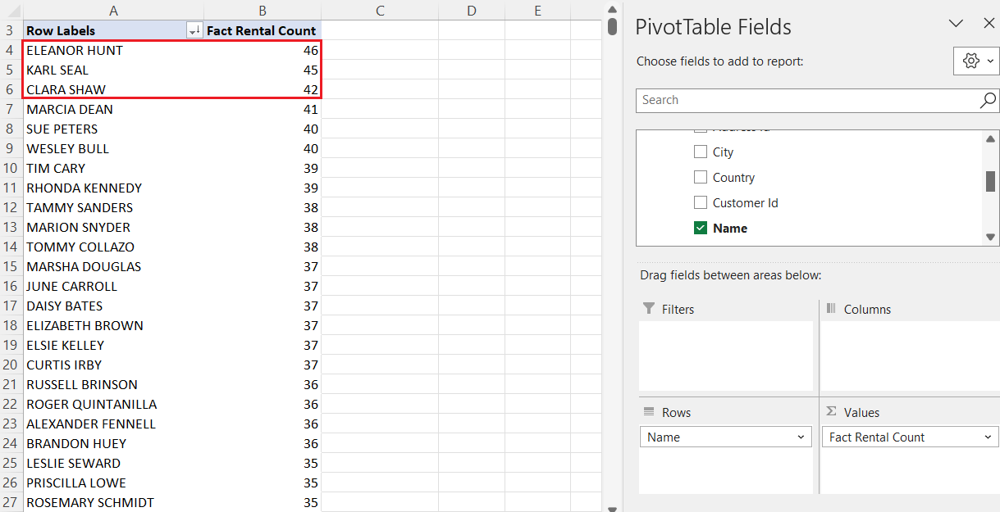 A B C D E
3 Row Labels Fact Rental Count
4 ELEANOR HUNT 46
5 KARL SEAL 45
6 CLARA SHAW 42
7 MARCIA DEAN 41
8 SUE PETERS 40
9 WESLEY BULL 40
10 TIM CARY 39
11 RHONDA KENNEDY 39
12 TAMMY SANDERS 38
13 MARION SNYDER 38
14 TOMMY COLLAZO 38
15 MARSHA DOUGLAS 37
16 JUNE CARROLL 37
17 DAISY BATES 37
18 ELIZABETH BROWN 37
19 ELSIE KELLEY 37
20 CURTIS IRBY 37
21 RUSSELL BRINSON 36
22 ROGER QUINTANILLA 36
23 ALEXANDER FENNELL 36
24 BRANDON HUEY 36
25 LESLIE SEWARD 35
26 PRISCILLA LOWE 35
27 ROSEMARY SCHMIDT 35
PivotTable Fields
Choose fields to add to report:
Search
City
Country
Customer Id
Name
Drag fields between areas below:
Filters
Columns
Rows
Name
Σ Values
Fact Rental Count